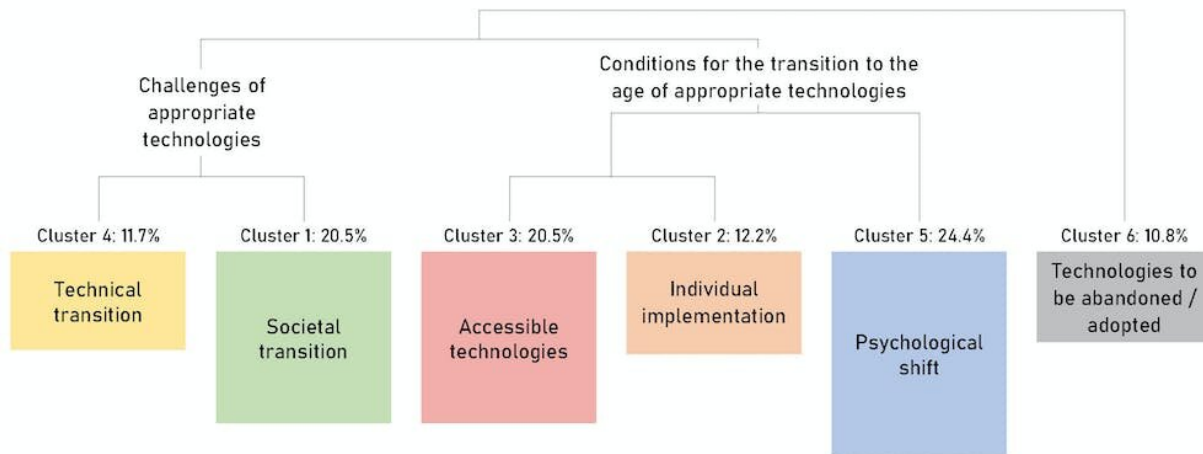 Challenges of
appropriate
technologies
Conditions for the transition to the
age of appropriate technologies
Cluster 4: 11.7%
Cluster 1: 20.5%
Cluster 3: 20.5%
Cluster 2: 12.2%
Cluster 5: 24.4%
Cluster 6: 10.8%
Technical
transition
Societal
transition
Accessible
technologies
Individual
implementation
Psychological
shift
Technologies to
be abandoned /
adopted